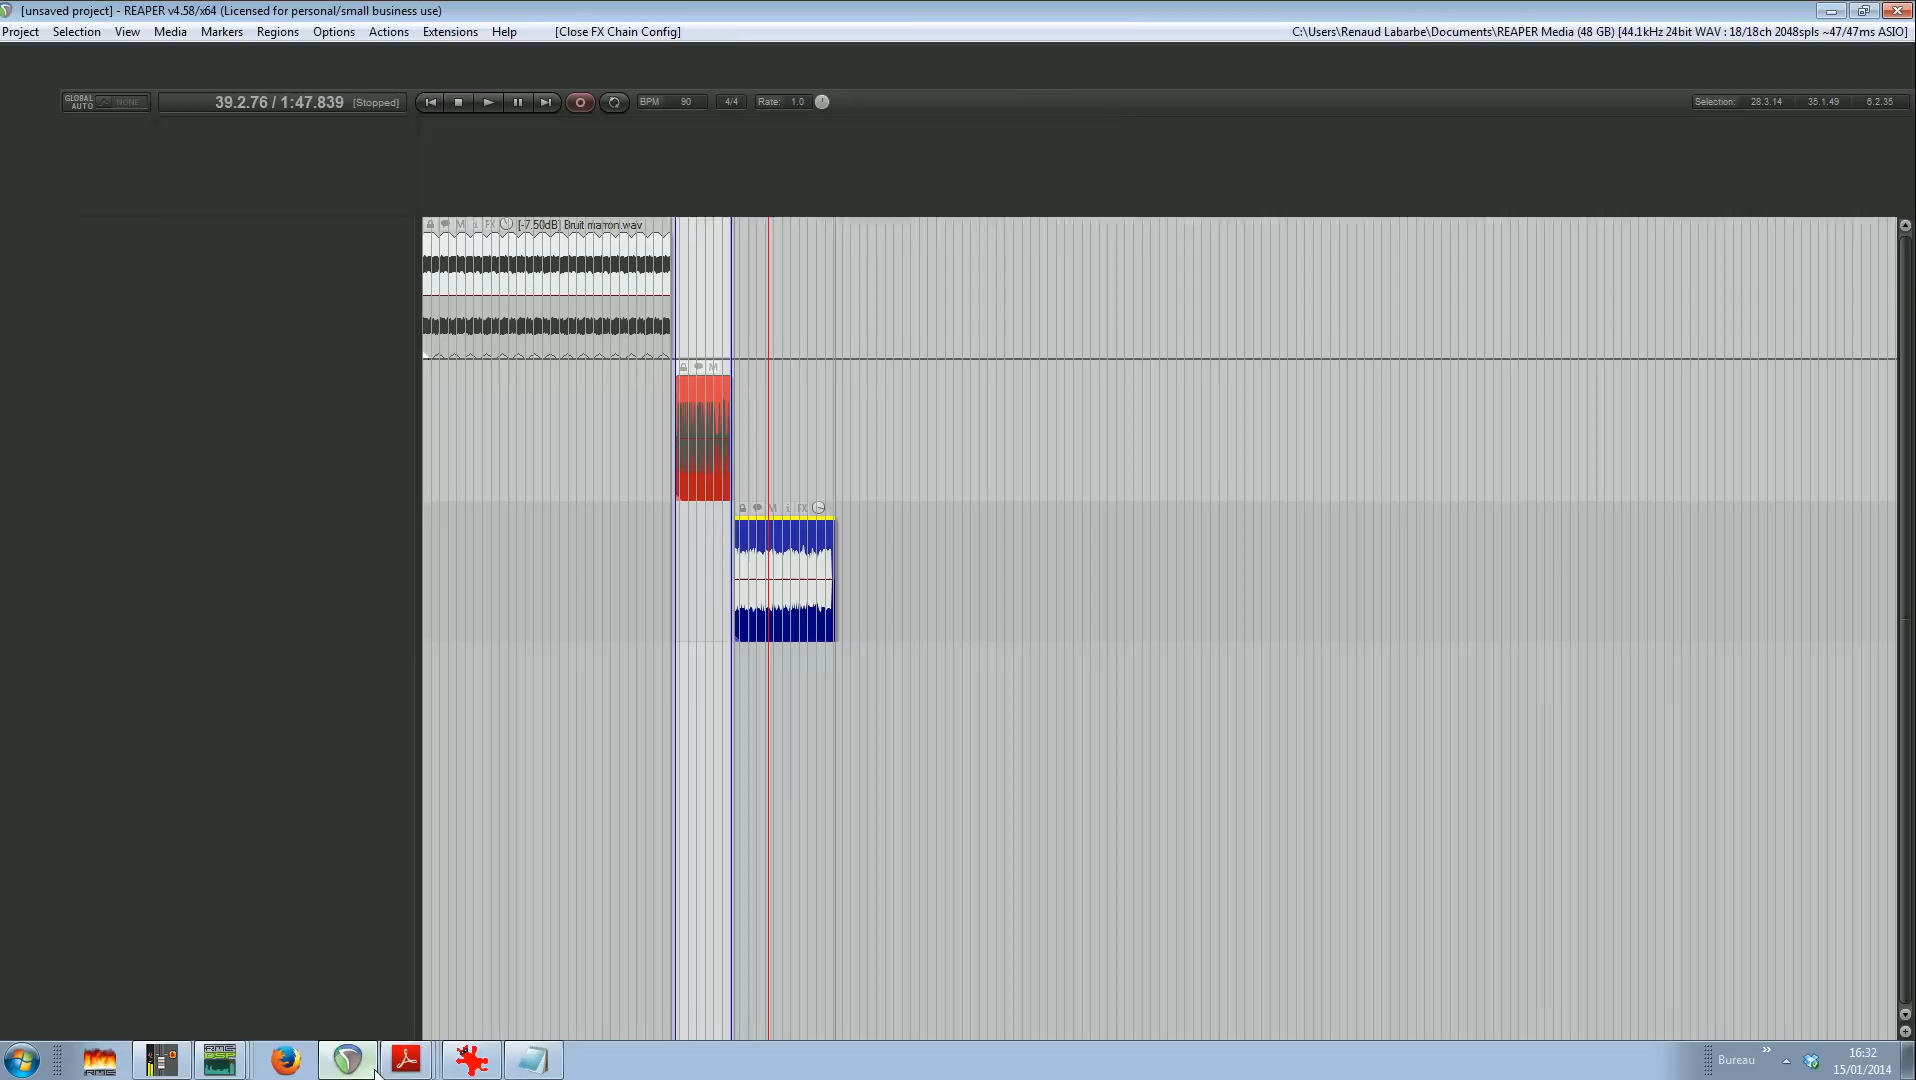 [unsaved project] - REAPER v4.58/x64 (Licensed for personal/small business use)
Project Selection View Media Markers Regions Options Actions Extensions Help [Close FX Chain Config] C:\Users\Renaud Labarbe\Documents\REAPER Media (48 GB) [44.1kHz 24bit WAV : 18/18ch 2048spls ~47/47ms ASIO]
GLOBAL AUTO NONE
39.2.76 / 1:47.839 [Stopped]
BPM 90 4/4 Rate: 1.0
Selection: 28.3.14 35.1.49 6.2.35
M i FX [-7.50dB] Bruit marron.wav
M
M i FX
RME
RME DSP
Bureau
16:32
15/01/2014